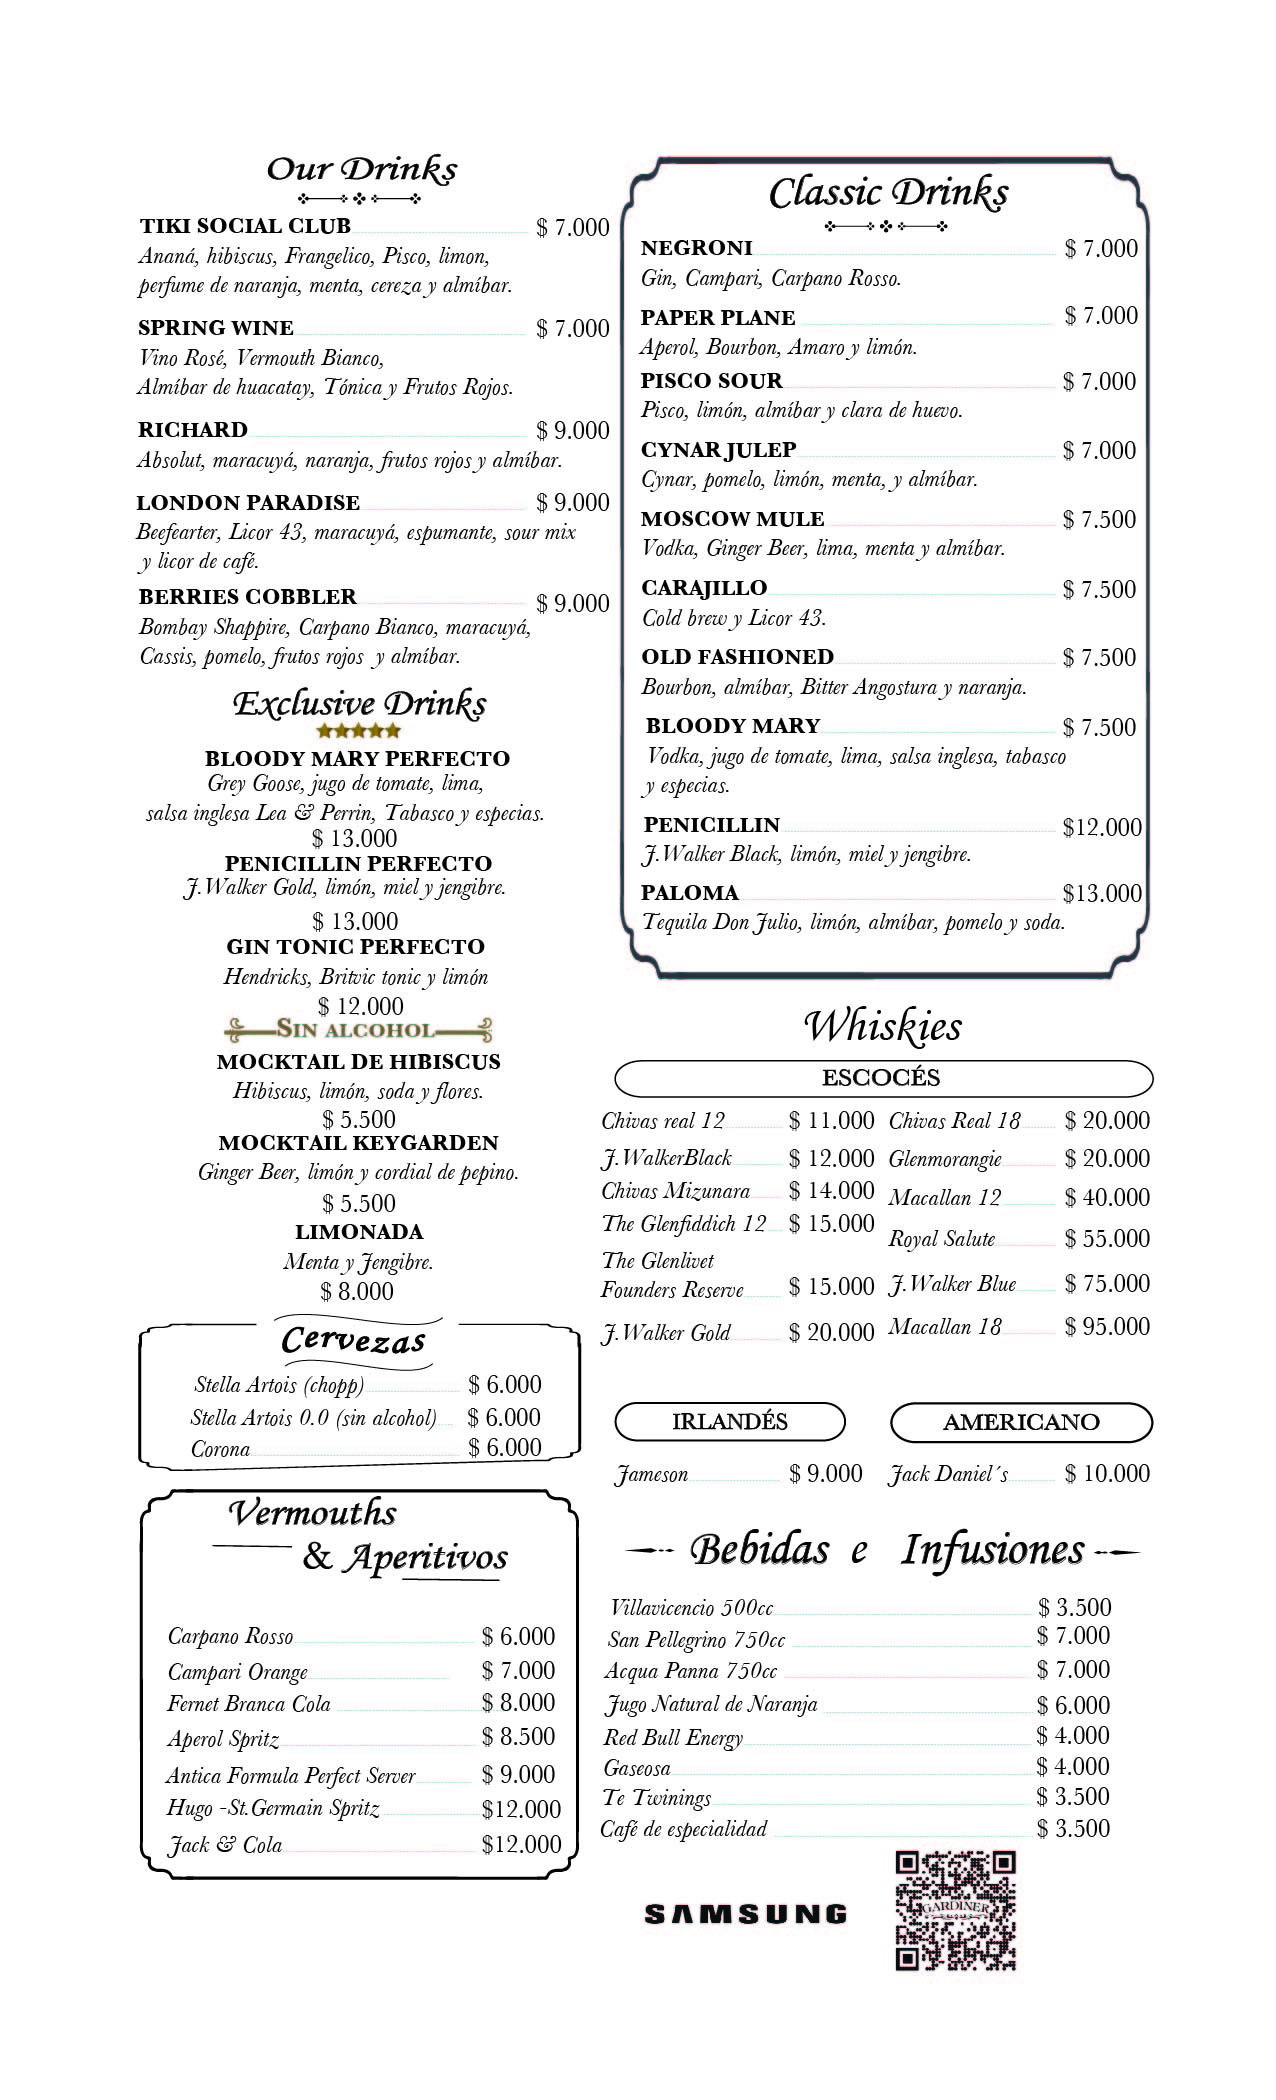 Our Drinks
TIKI SOCIAL CLUB $ 7.000
Ananá, hibiscus, Frangelico, Pisco, limon,
perfume de naranja, menta, cereza y almíbar.
SPRING WINE $ 7.000
Vino Rosé, Vermouth Bianco,
Almíbar de huacatay, Tónica y Frutos Rojos.
RICHARD $ 9.000
Absolut, maracuyá, naranja, frutos rojos y almíbar.
LONDON PARADISE $ 9.000
Beefearter, Licor 43, maracuyá, espumante, sour mix
y licor de café.
BERRIES COBBLER $ 9.000
Bombay Shappire, Carpano Bianco, maracuyá,
Cassis, pomelo, frutos rojos y almíbar.
Exclusive Drinks
BLOODY MARY PERFECTO
Grey Goose, jugo de tomate, lima,
salsa inglesa Lea & Perrin, Tabasco y especias.
$ 13.000
PENICILLIN PERFECTO
J.Walker Gold, limón, miel y jengibre.
$ 13.000
GIN TONIC PERFECTO
Hendricks, Britvic tonic y limón
$ 12.000
SIN ALCOHOL
MOCKTAIL DE HIBISCUS
Hibiscus, limón, soda y flores.
$ 5.500
MOCKTAIL KEYGARDEN
Ginger Beer, limón y cordial de pepino.
$ 5.500
LIMONADA
Menta y Jengibre.
$ 8.000
Cervezas
Stella Artois (chopp) $ 6.000
Stella Artois 0.0 (sin alcohol) $ 6.000
Corona $ 6.000
Vermouths
& Aperitivos
Carpano Rosso $ 6.000
Campari Orange $ 7.000
Fernet Branca Cola $ 8.000
Aperol Spritz $ 8.500
Antica Formula Perfect Server $ 9.000
Hugo -St.Germain Spritz $12.000
Jack & Cola $12.000
Classic Drinks
NEGRONI $ 7.000
Gin, Campari, Carpano Rosso.
PAPER PLANE $ 7.000
Aperol, Bourbon, Amaro y limón.
PISCO SOUR $ 7.000
Pisco, limón, almíbar y clara de huevo.
CYNAR JULEP $ 7.000
Cynar, pomelo, limón, menta, y almíbar.
MOSCOW MULE $ 7.500
Vodka, Ginger Beer, lima, menta y almíbar.
CARAJILLO $ 7.500
Cold brew y Licor 43.
OLD FASHIONED $ 7.500
Bourbon, almíbar, Bitter Angostura y naranja.
BLOODY MARY $ 7.500
Vodka, jugo de tomate, lima, salsa inglesa, tabasco
y especias.
PENICILLIN $12.000
J.Walker Black, limón, miel y jengibre.
PALOMA $13.000
Tequila Don Julio, limón, almíbar, pomelo y soda.
Whiskies
ESCOCÉS
Chivas real 12 $ 11.000
J.WalkerBlack $ 12.000
Chivas Mizunara $ 14.000
The Glenfiddich 12 $ 15.000
The Glenlivet
Founders Reserve $ 15.000
J.Walker Gold $ 20.000
Chivas Real 18 $ 20.000
Glenmorangie $ 20.000
Macallan 12 $ 40.000
Royal Salute $ 55.000
J.Walker Blue $ 75.000
Macallan 18 $ 95.000
IRLANDÉS
Jameson $ 9.000
AMERICANO
Jack Daniel´s $ 10.000
Bebidas e Infusiones
Villavicencio 500cc $ 3.500
San Pellegrino 750cc $ 7.000
Acqua Panna 750cc $ 7.000
Jugo Natural de Naranja $ 6.000
Red Bull Energy $ 4.000
Gaseosa $ 4.000
Te Twinings $ 3.500
Café de especialidad $ 3.500
SAMSUNG
GARDINER